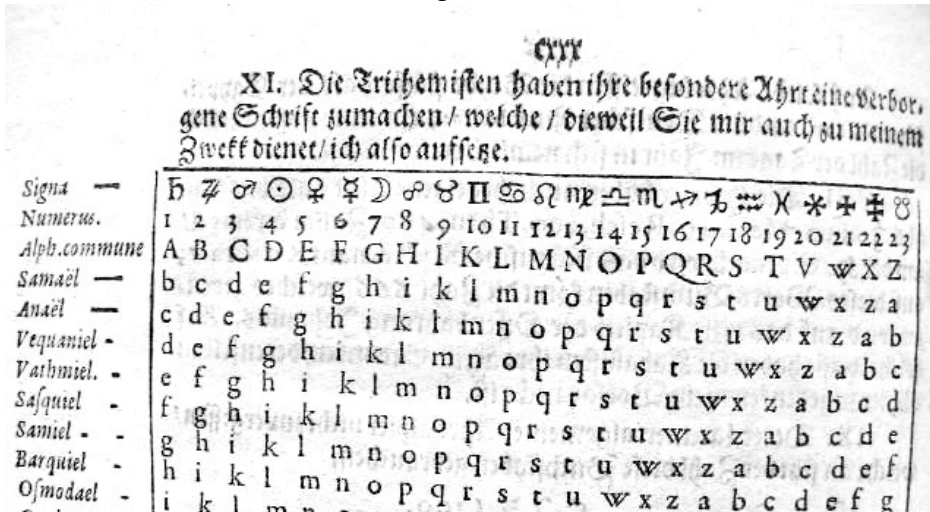 cxxx
XI. Die Trithemisten haben ihre besondere Ahrt eine verbor-
gene Schrift zumachen / welche / dieweil Sie mir auch zu meinem
Zwekk dienet / ich also auffsetze.
Signa — ♄ ♃ ♂ ☉ ♀ ☿ ☽ ☍ ♉ ♊ ♋ ♌ ♍ ♎ ♏ ♐ ♑ ♒ ♓ ✶ ✠ ☋
Numerus. 1 2 3 4 5 6 7 8 9 10 11 12 13 14 15 16 17 18 19 20 21 22 23
Alph.commune A B C D E F G H I K L M N O P Q R S T V w X Z
Samaël — b c d e f g h i k l m n o p q r s t u w x z a
Anaël — c d e f g h i k l m n o p q r s t u w x z a b
Vequaniel - d e f g h i k l m n o p q r s t u w x z a b c
Vathmiel. - e f g h i k l m n o p q r s t u w x z a b c d
Sasquiel - f g h i k l m n o p q r s t u w x z a b c d e
Samiel - - g h i k l m n o p q r s t u w x z a b c d e f
Barquiel - h i k l m n o p q r s t u w x z a b c d e f g
Osmodael - i k l m n